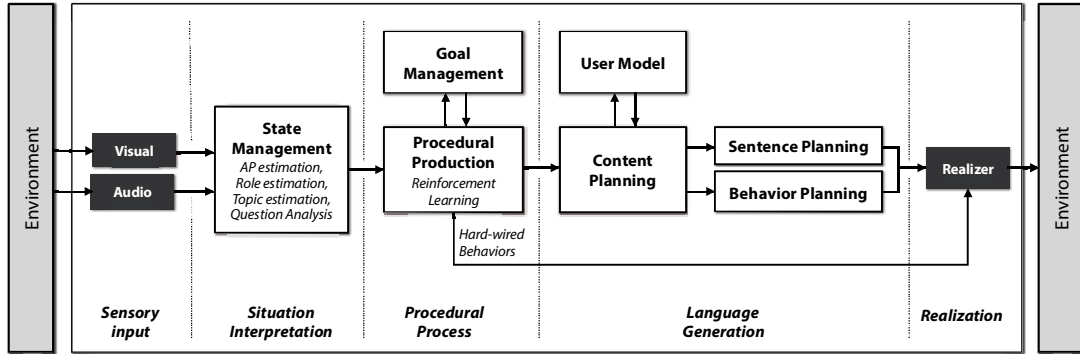 Environment
Visual
Audio
State
Management
AP estimation,
Role estimation,
Topic estimation,
Question Analysis
Goal
Management
Procedural
Production
Reinforcement
Learning
Hard-wired
Behaviors
User Model
Content
Planning
Sentence Planning
Behavior Planning
Realizer
Environment
Sensory
input
Situation
Interpretation
Procedural
Process
Language
Generation
Realization